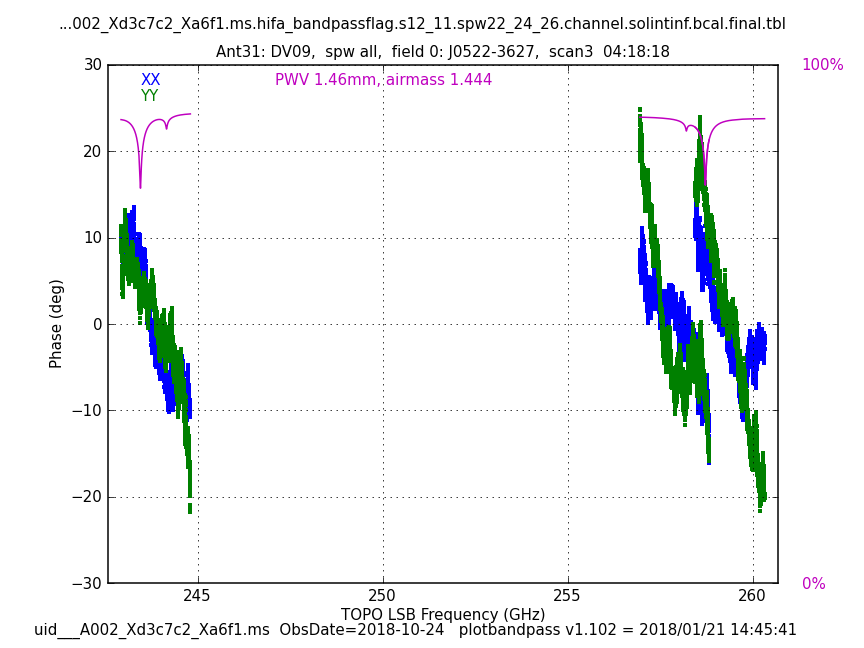 ...002_Xd3c7c2_Xa6f1.ms.hifa_bandpassflag.s12_11.spw22_24_26.channel.solintinf.bcal.final.tbl
Ant31: DV09,  spw all,  field 0: J0522-3627,  scan3  04:18:18
XX
YY
PWV 1.46mm, airmass 1.444
100%
0%
30
20
10
0
−10
−20
−30
Phase (deg)
245
250
255
260
TOPO LSB Frequency (GHz)
uid___A002_Xd3c7c2_Xa6f1.ms  ObsDate=2018-10-24   plotbandpass v1.102 = 2018/01/21 14:45:41